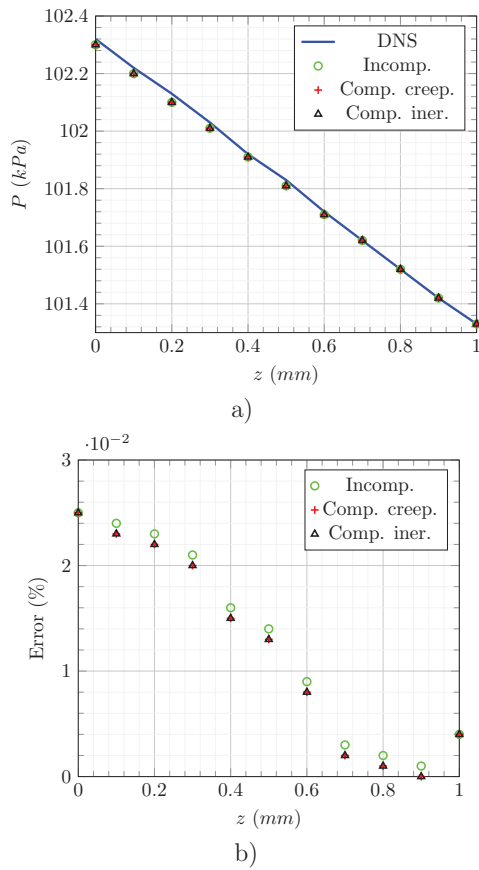 102.4
102.2
102
101.8
101.6
101.4
P (kPa)
DNS
Incomp.
Comp. creep.
Comp. iner.
0 0.2 0.4 0.6 0.8 1
z (mm)
a)
·10⁻²
3
2
1
0
Error (%)
Incomp.
Comp. creep.
Comp. iner.
0 0.2 0.4 0.6 0.8 1
z (mm)
b)